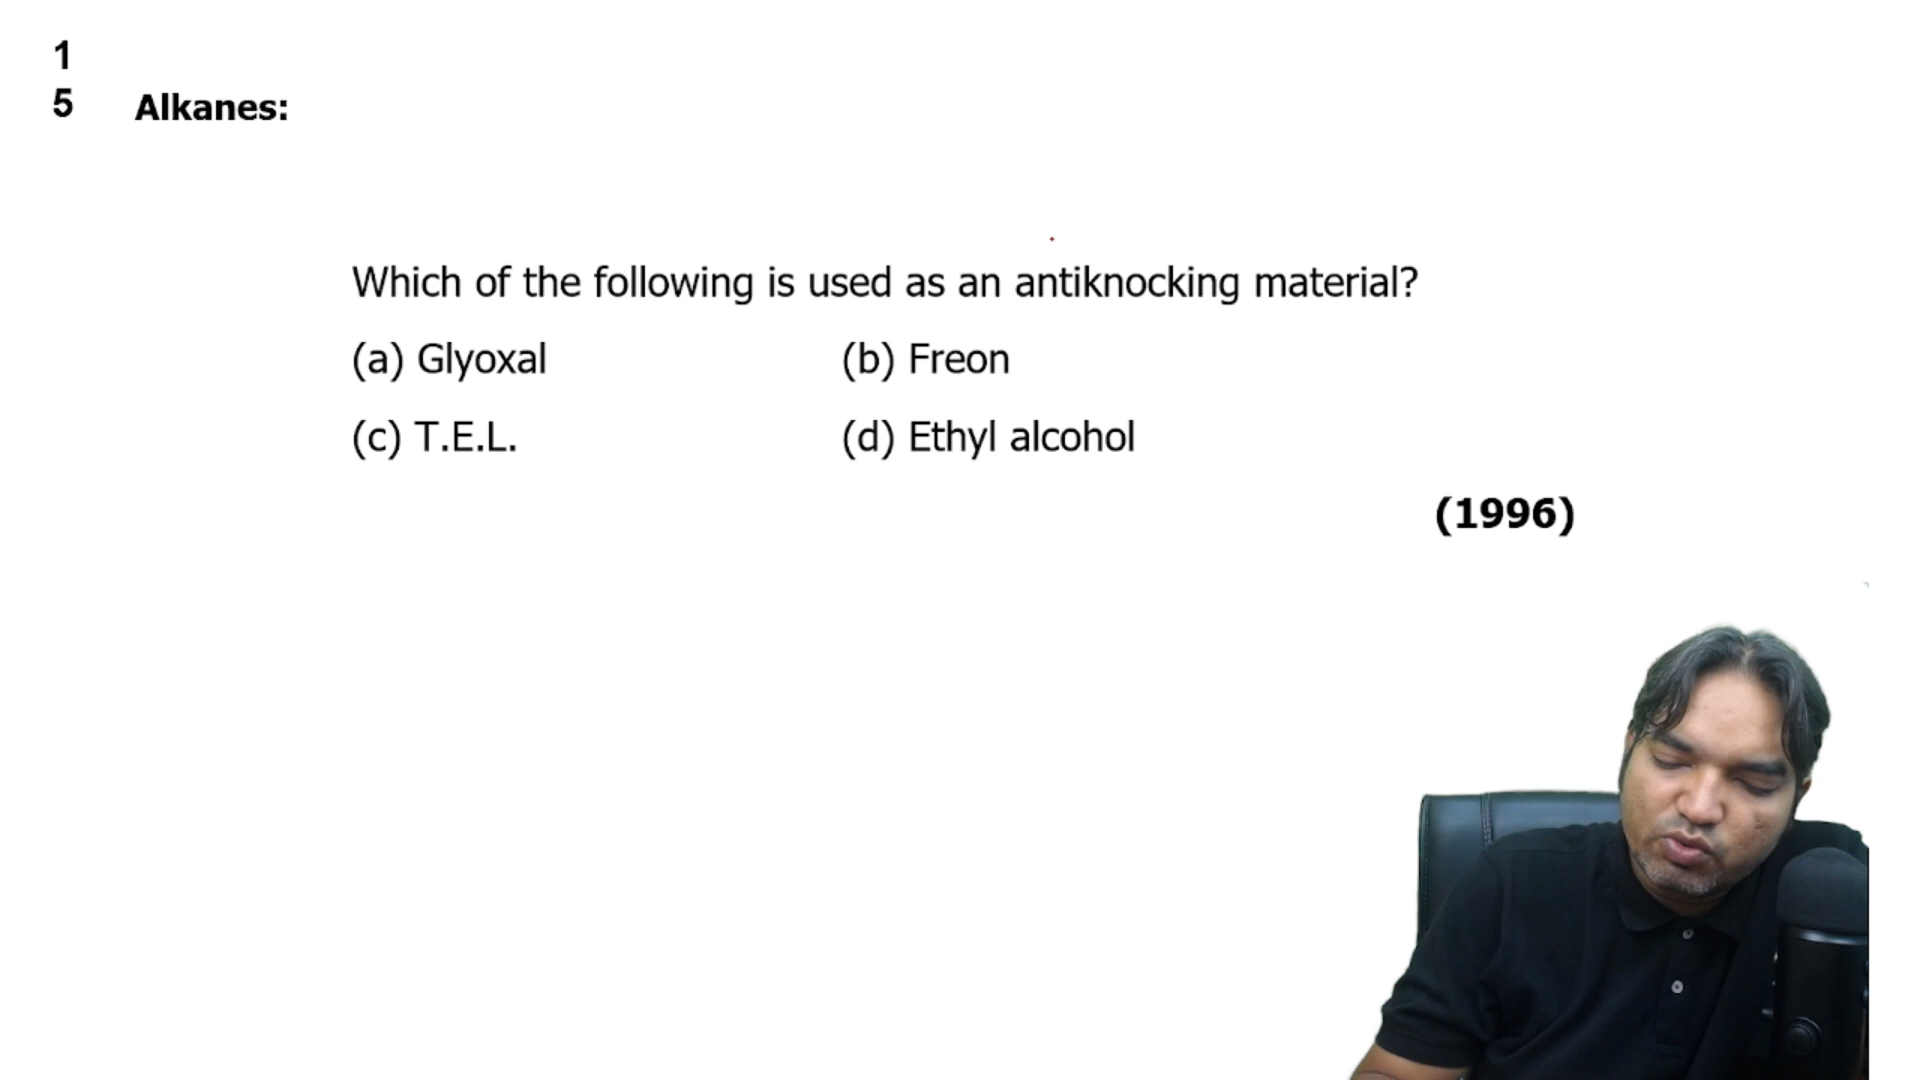 1
5 Alkanes:
Which of the following is used as an antiknocking material?
(a) Glyoxal (b) Freon
(c) T.E.L. (d) Ethyl alcohol
(1996)